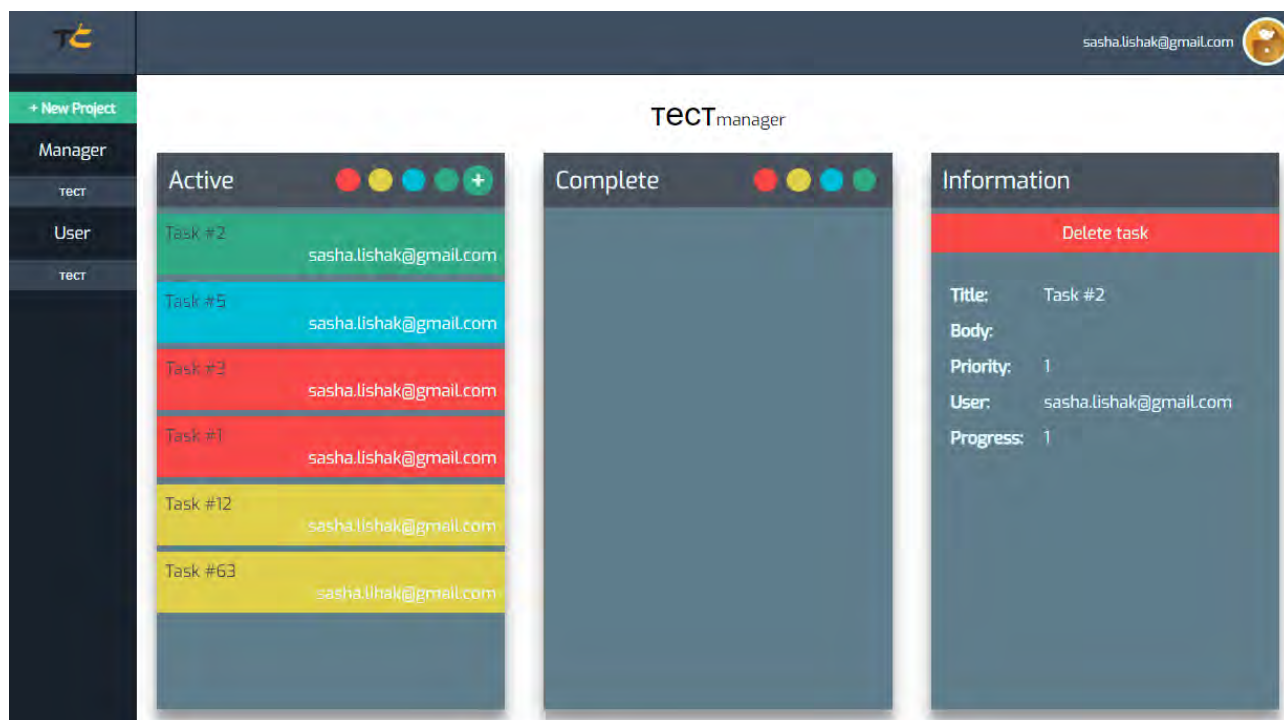 TC
sasha.lishak@gmail.com
+ New Project
Manager
тест
User
тест
тестmanager
Active
+
Task #2
sasha.lishak@gmail.com
Task #5
sasha.lishak@gmail.com
Task #3
sasha.lishak@gmail.com
Task #1
sasha.lishak@gmail.com
Task #12
sasha.lishak@gmail.com
Task #63
sasha.lihak@gmail.com
Complete
Information
Delete task
Title: Task #2
Body:
Priority: 1
User: sasha.lishak@gmail.com
Progress: 1